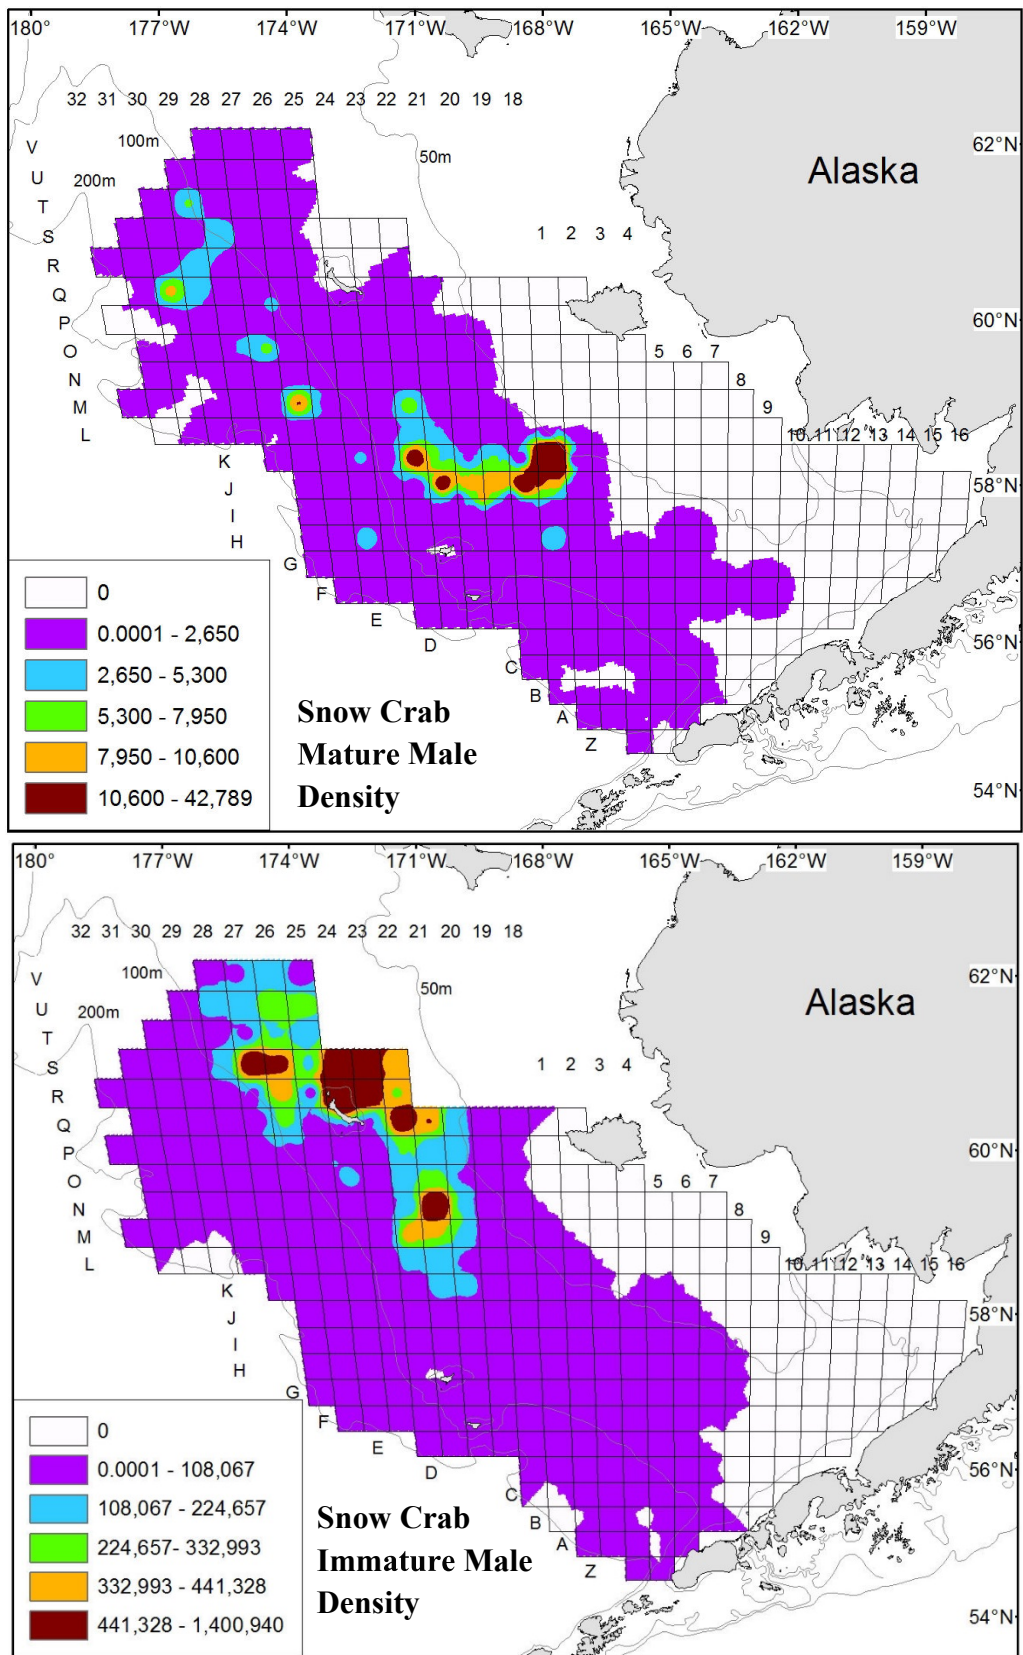 180° 177°W 174°W 171°W 168°W 165°W 162°W 159°W
32 31 30 29 28 27 26 25 24 23 22 21 20 19 18
100m
50m
62°N
V
U
T
S
R
Q
P
O
N
M
L
200m
Alaska
1 2 3 4
60°N
5 6 7
8
9
10 11 12 13 14 15 16
58°N
K
J
I
H
G
F
E
D
C
B
A
Z
56°N
54°N
0
0.0001 - 2,650
2,650 - 5,300
5,300 - 7,950
7,950 - 10,600
10,600 - 42,789
Snow Crab
Mature Male
Density
180° 177°W 174°W 171°W 168°W 165°W 162°W 159°W
32 31 30 29 28 27 26 25 24 23 22 21 20 19 18
100m
50m
62°N
V
U
T
S
R
Q
P
O
N
M
L
200m
Alaska
1 2 3 4
60°N
5 6 7
8
9
10 11 12 13 14 15 16
58°N
K
J
I
H
G
F
E
D
C
B
A
Z
56°N
54°N
0
0.0001 - 108,067
108,067 - 224,657
224,657- 332,993
332,993 - 441,328
441,328 - 1,400,940
Snow Crab
Immature Male
Density